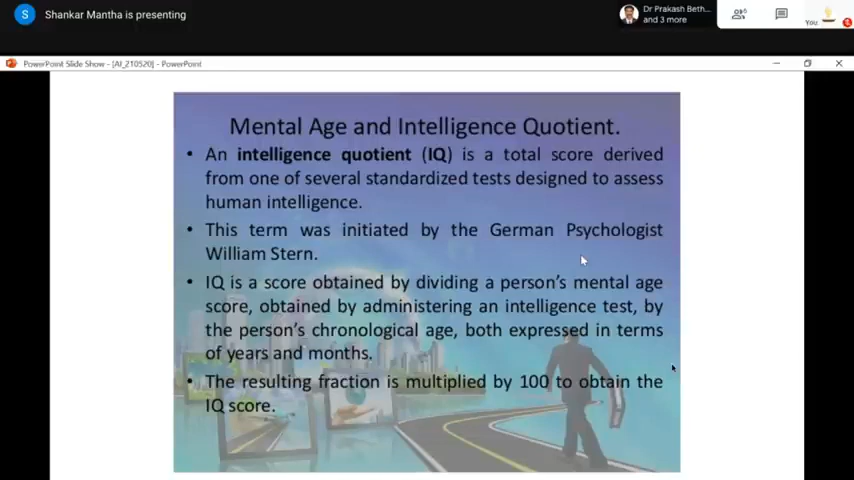 S
Shankar Mantha is presenting
Dr Prakash Beth...
and 3 more
6
You
PowerPoint Slide Show - [AI_210520] - PowerPoint
Mental Age and Intelligence Quotient.
• An intelligence quotient (IQ) is a total score derived
from one of several standardized tests designed to assess
human intelligence.
• This term was initiated by the German Psychologist
William Stern.
• IQ is a score obtained by dividing a person's mental age
score, obtained by administering an intelligence test, by
the person's chronological age, both expressed in terms
of years and months.
• The resulting fraction is multiplied by 100 to obtain the
IQ score.